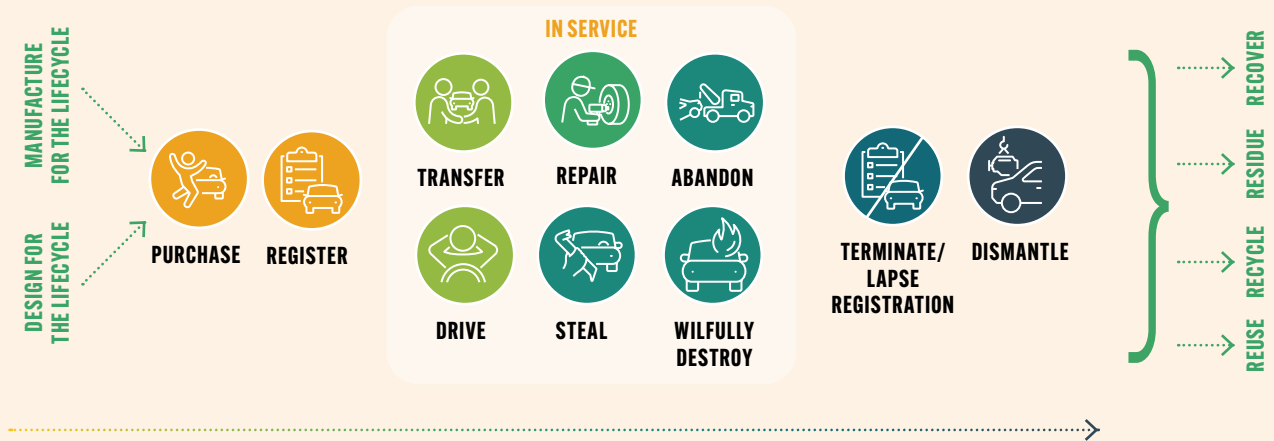 MANUFACTURE
FOR THE LIFECYCLE
DESIGN FOR
THE LIFECYCLE
PURCHASE
REGISTER
IN SERVICE
TRANSFER
REPAIR
ABANDON
DRIVE
STEAL
WILFULLY
DESTROY
TERMINATE/
LAPSE
REGISTRATION
DISMANTLE
RECOVER
RESIDUE
RECYCLE
REUSE